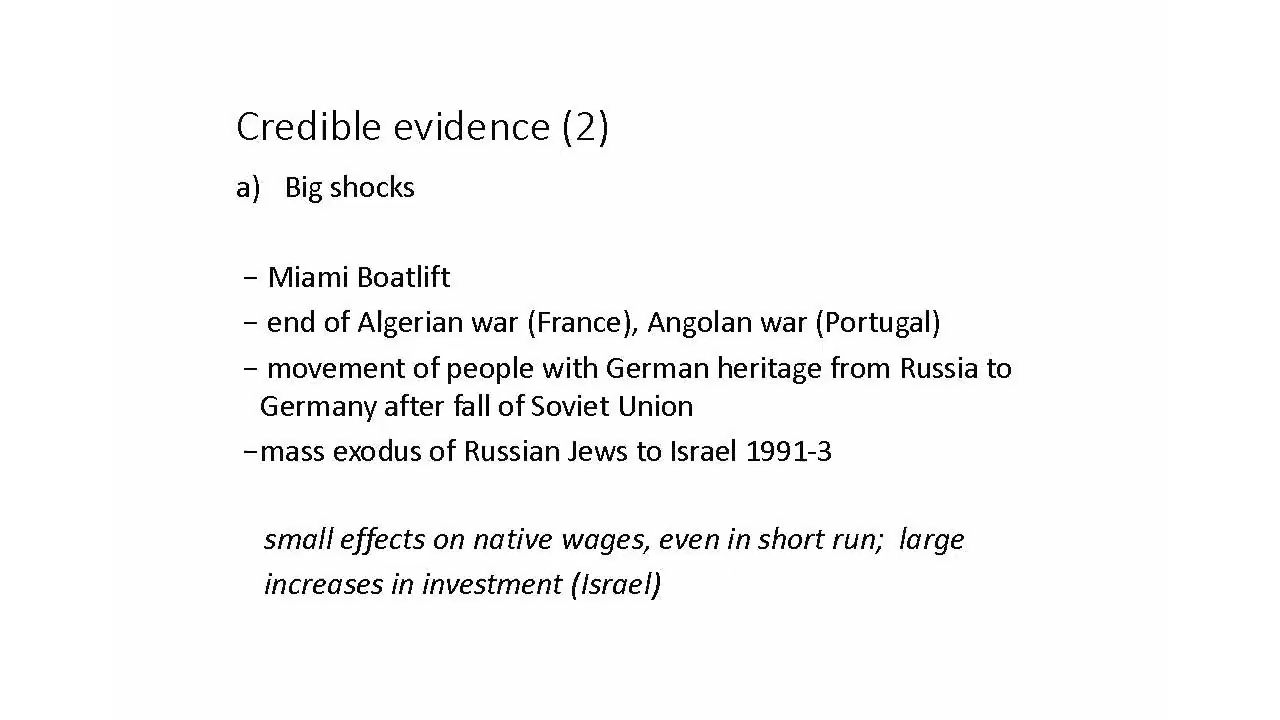 Credible evidence (2)
a) Big shocks
− Miami Boatlift
− end of Algerian war (France), Angolan war (Portugal)
− movement of people with German heritage from Russia to
Germany after fall of Soviet Union
−mass exodus of Russian Jews to Israel 1991-3
small effects on native wages, even in short run; large
increases in investment (Israel)